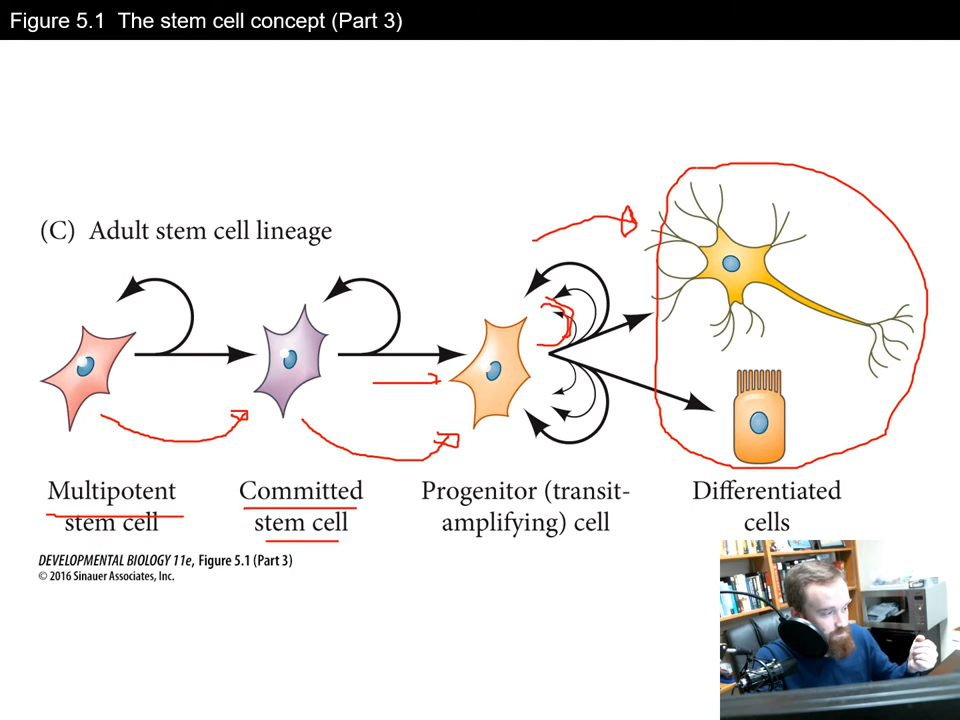 Figure 5.1 The stem cell concept (Part 3)
(C) Adult stem cell lineage
Multipotent
stem cell
Committed
stem cell
Progenitor (transit-
amplifying) cell
Differentiated
cells
DEVELOPMENTAL BIOLOGY 11e, Figure 5.1 (Part 3)
© 2016 Sinauer Associates, Inc.